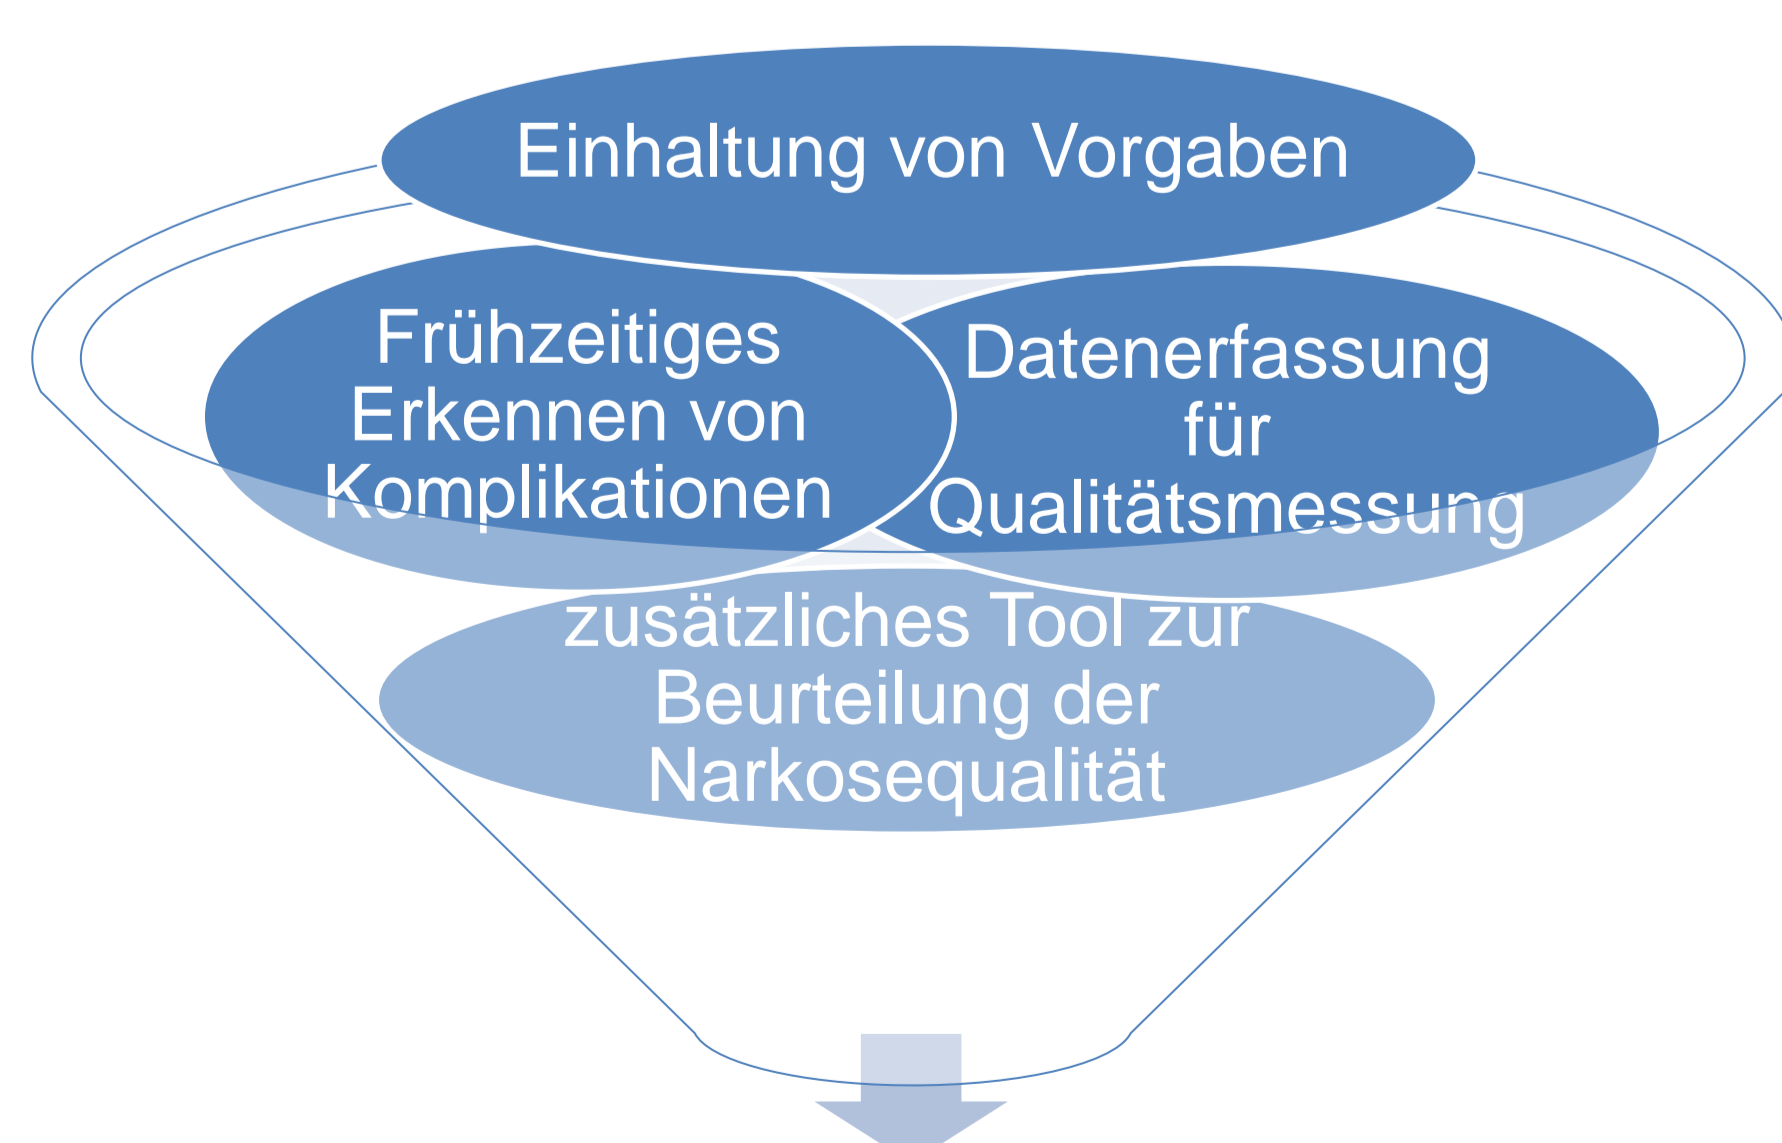 Einhaltung von Vorgaben
Frühzeitiges
Erkennen von
Komplikationen
Datenerfassung
für
Qualitätsmessung
zusätzliches Tool zur
Beurteilung der
Narkosequalität